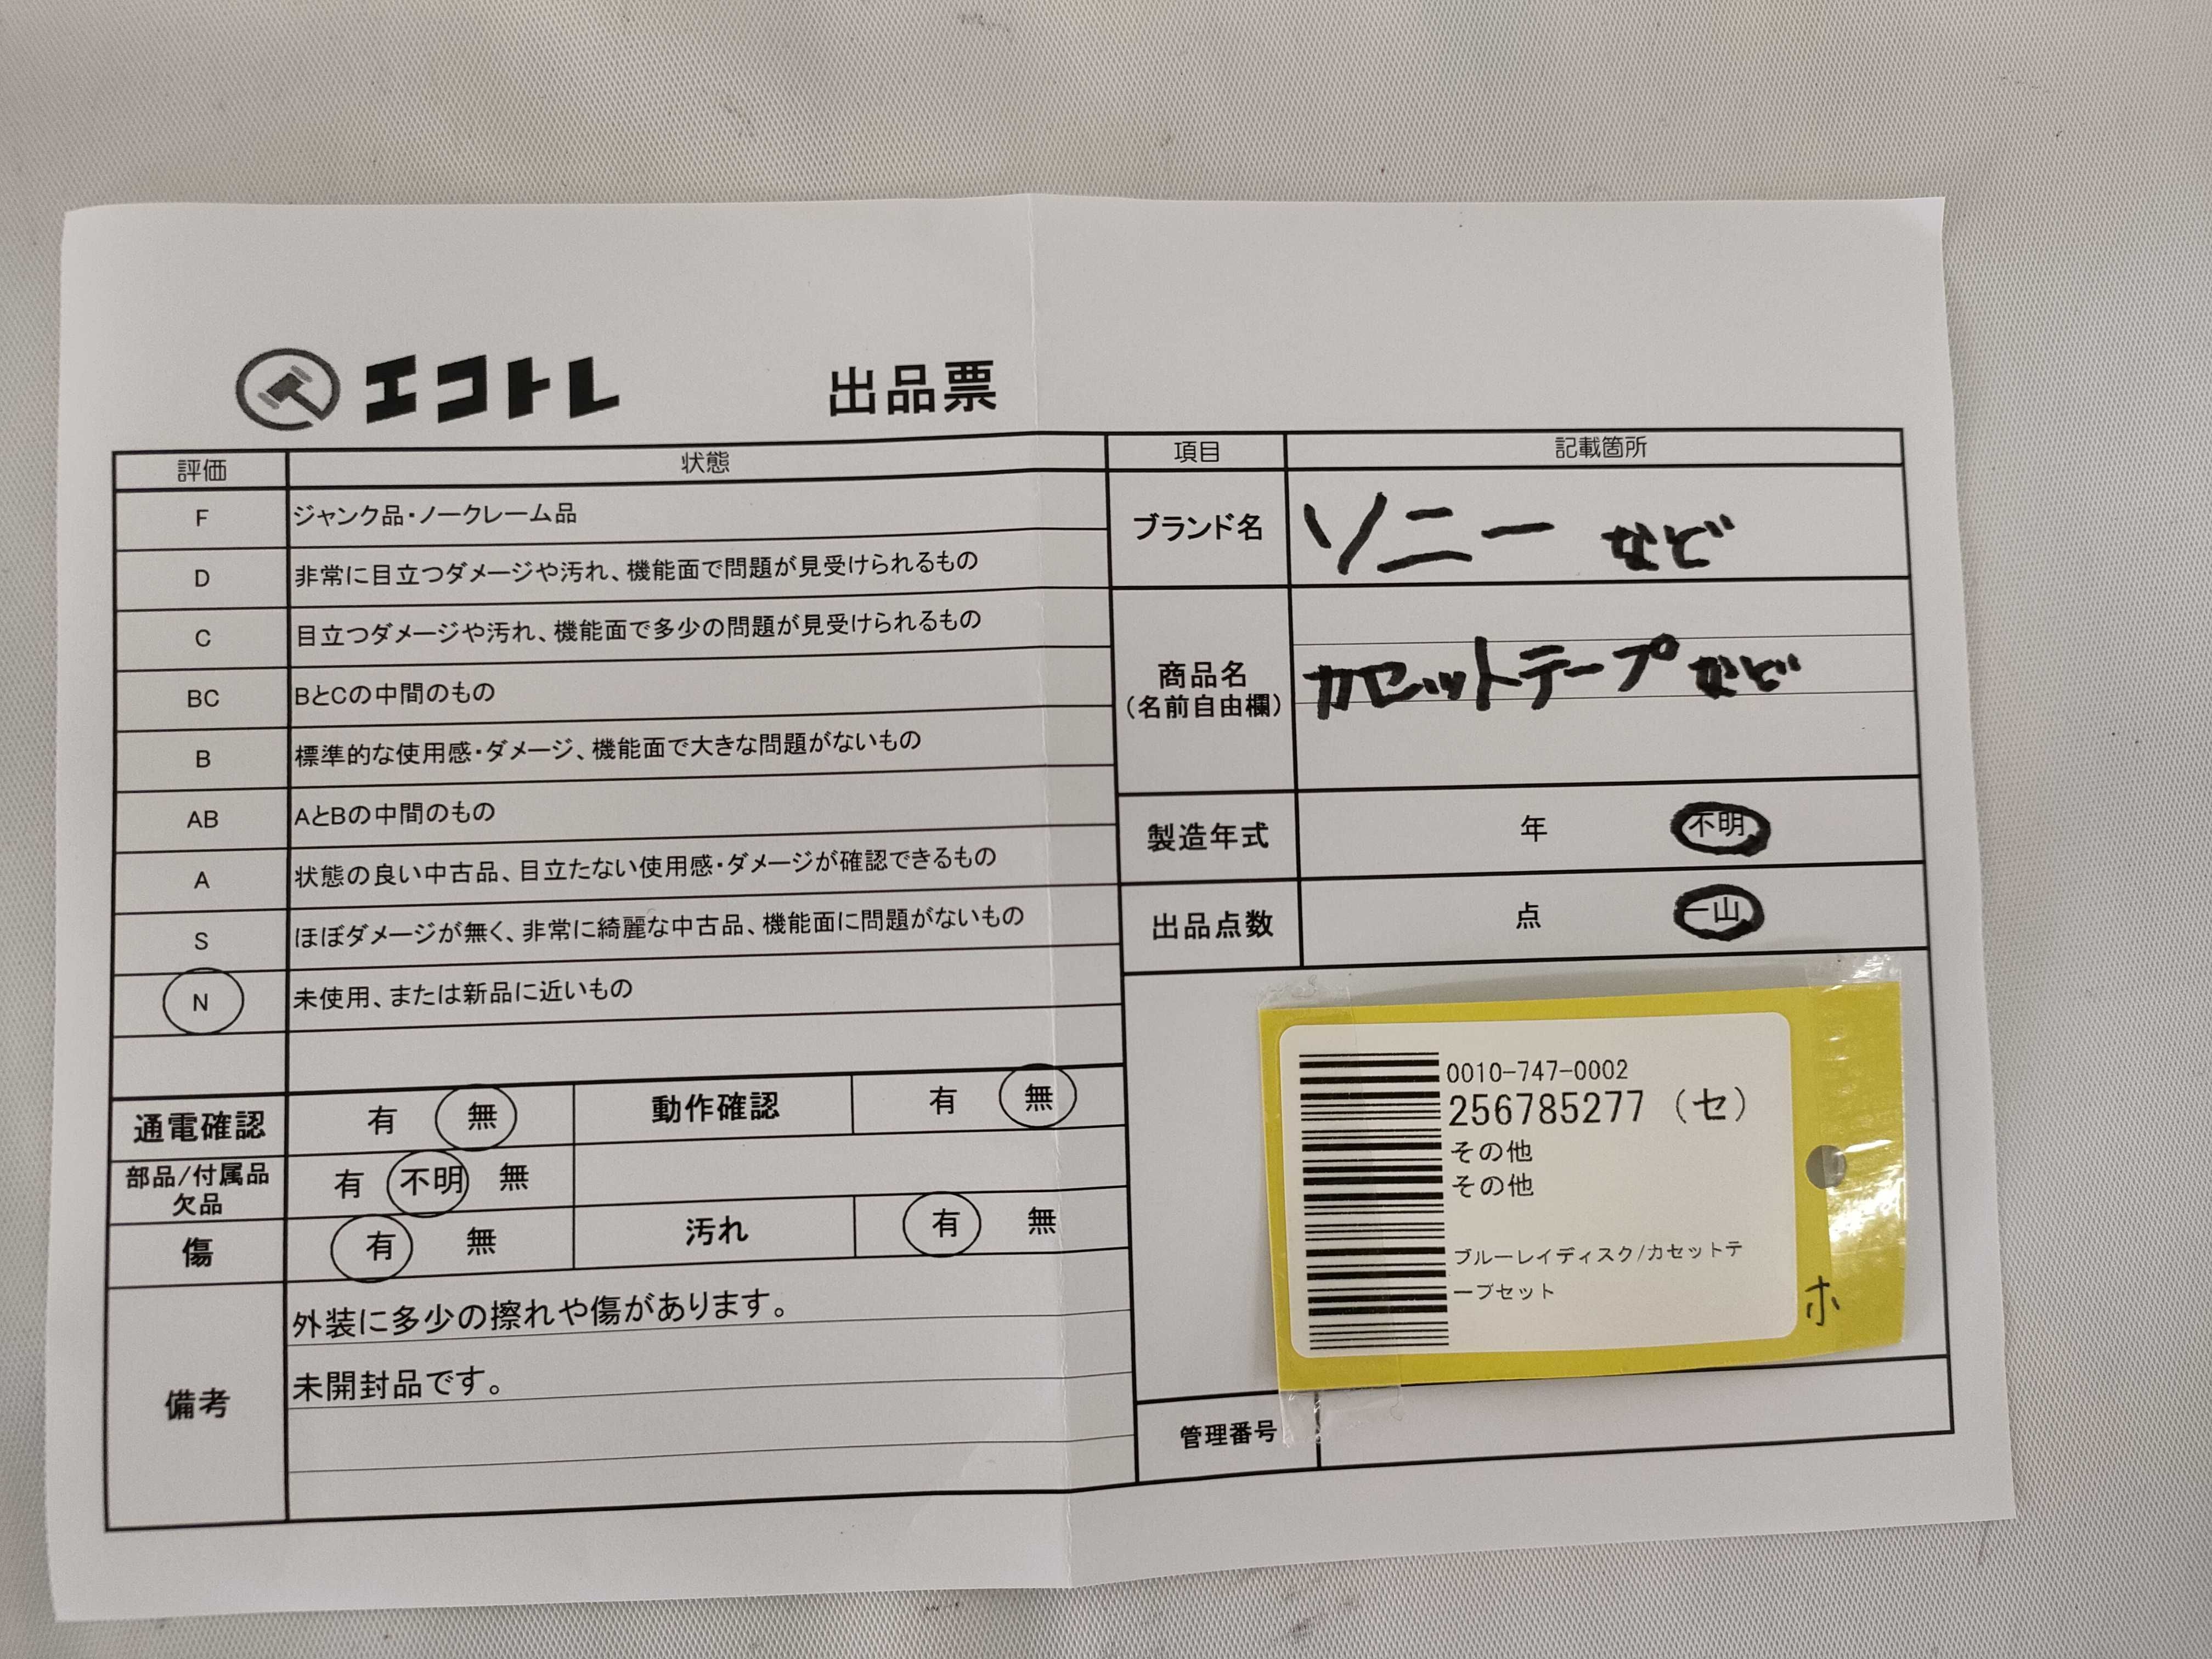 エコトレ 出品票
評価 状態
F ジャンク品・ノークレーム品
D 非常に目立つダメージや汚れ、機能面で問題が見受けられるもの
C 目立つダメージや汚れ、機能面で多少の問題が見受けられるもの
BC BとCの中間のもの
B 標準的な使用感・ダメージ、機能面で大きな問題がないもの
AB AとBの中間のもの
A 状態の良い中古品、目立たない使用感・ダメージが確認できるもの
S ほぼダメージが無く、非常に綺麗な中古品、機能面に問題がないもの
N 未使用、または新品に近いもの
通電確認 有 無 動作確認 有 無
部品/付属品
欠品 有 不明 無
傷 有 無 汚れ 有 無
備考
外装に多少の擦れや傷があります。
未開封品です。
項目 記載箇所
ブランド名 ソニー など
商品名
(名前自由欄) カセットテープ など
製造年式 年 不明
出品点数 点 一山
0010-747-0002
256785277 (セ)
その他
その他
ブルーレイディスク/カセットテ
ープセット
ホ
管理番号